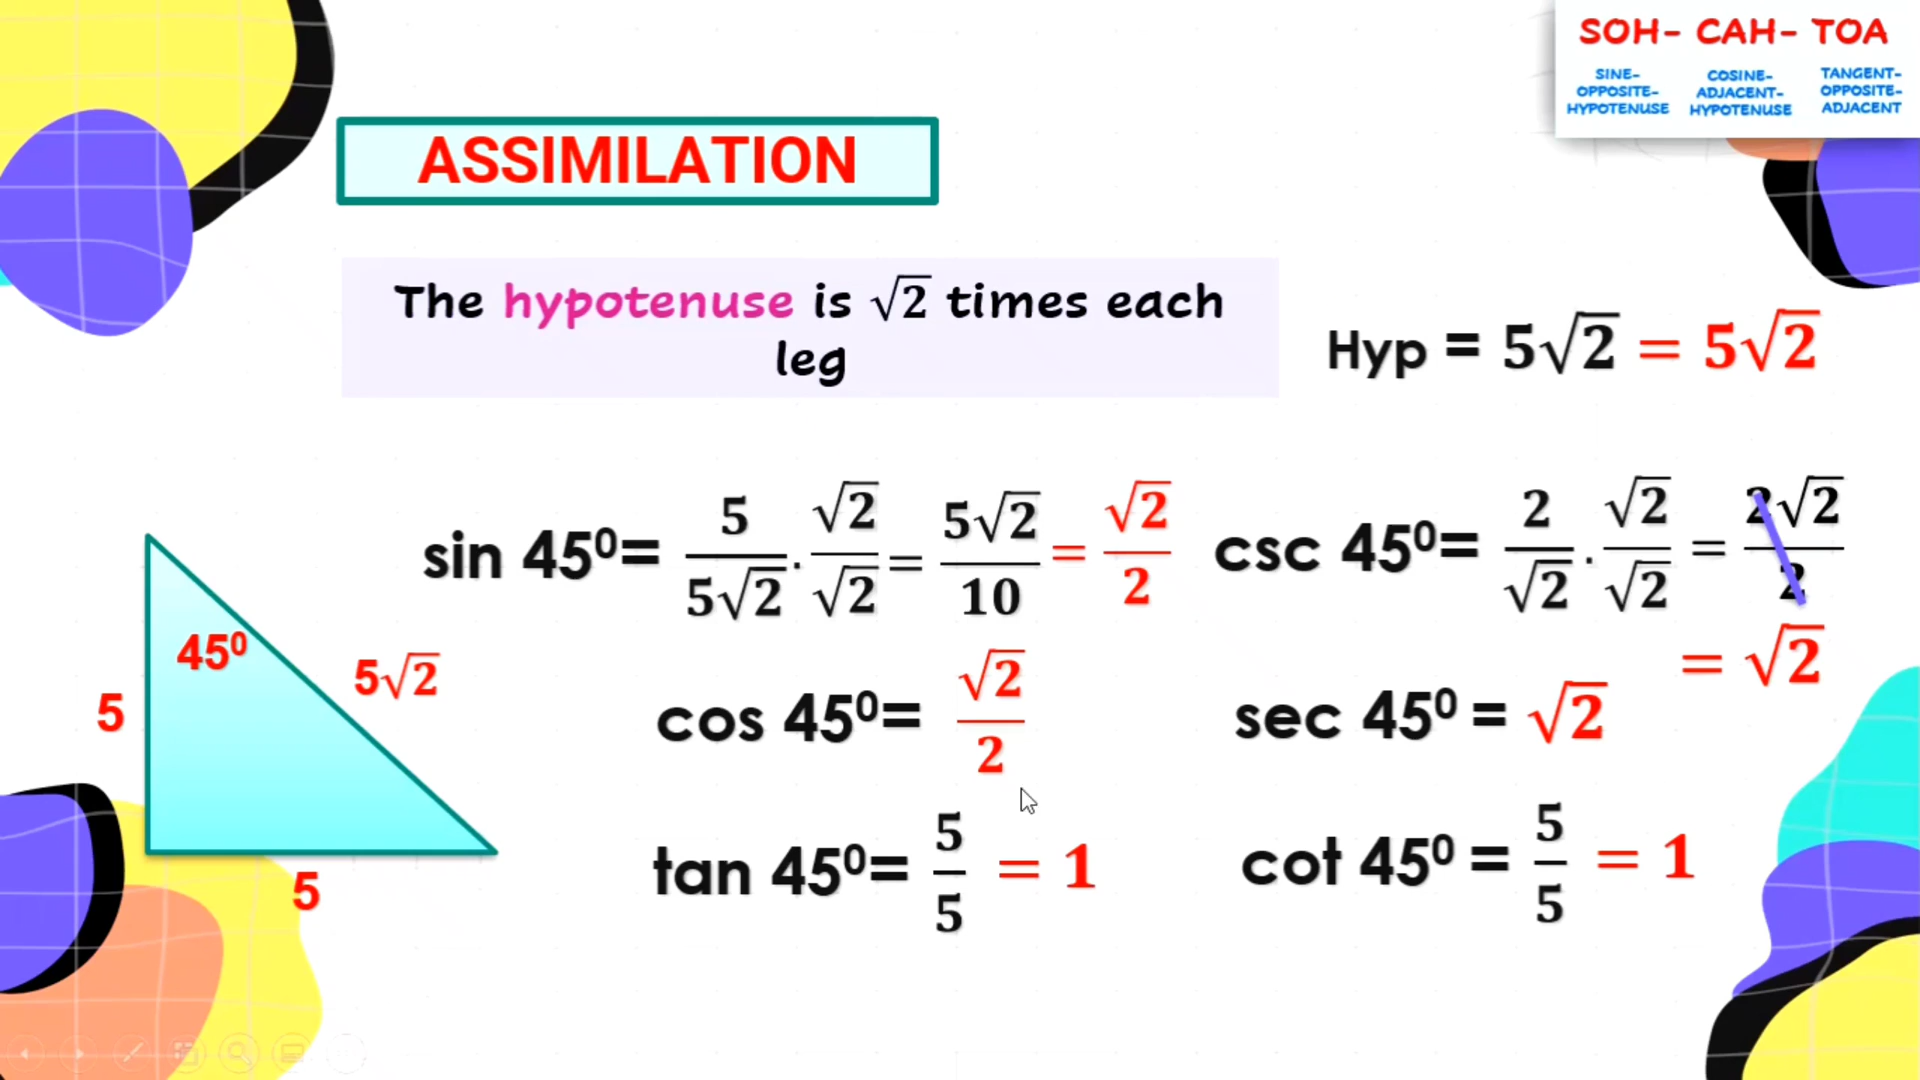 SOH- CAH- TOA
SINE-
OPPOSITE-
HYPOTENUSE
COSINE-
ADJACENT-
HYPOTENUSE
TANGENT-
OPPOSITE-
ADJACENT
ASSIMILATION
The hypotenuse is √2 times each
leg
Hyp = 5√2 = 5√2
sin 45⁰= 5/5√2 · √2/√2 = 5√2/10 = √2/2
csc 45⁰= 2/√2 · √2/√2 = 2√2/2
= √2
cos 45⁰= √2/2
sec 45⁰ = √2
tan 45⁰= 5/5 = 1
cot 45⁰ = 5/5 = 1
45⁰
5√2
5
5